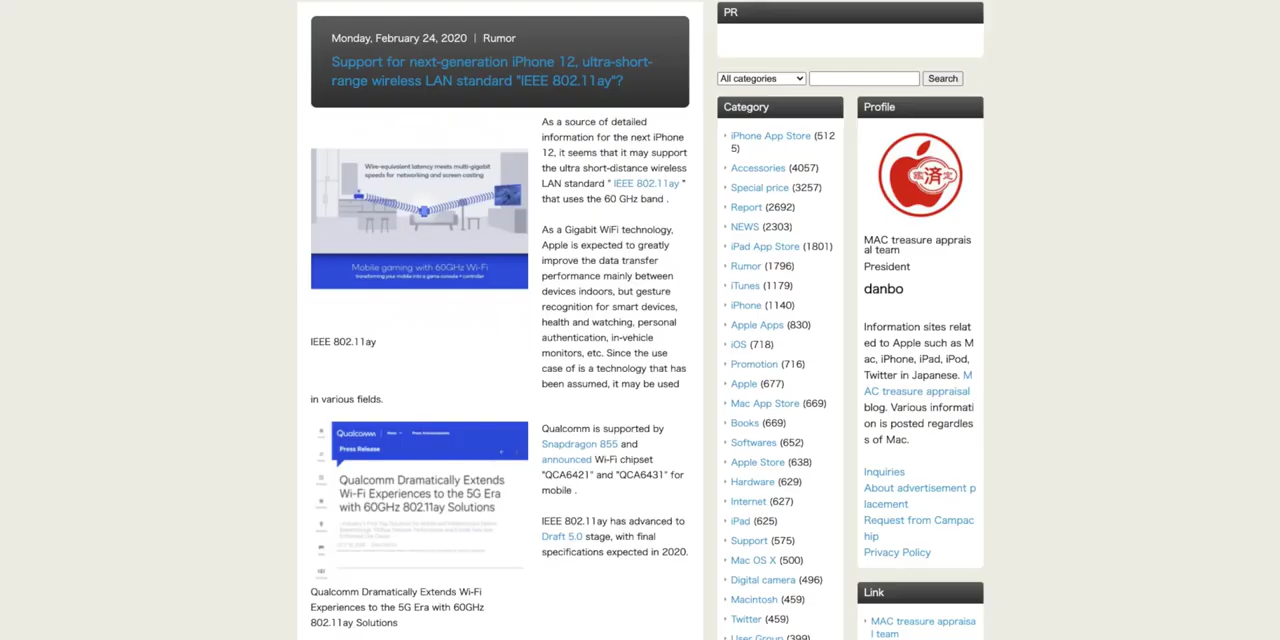 Monday, February 24, 2020 | Rumor
Support for next-generation iPhone 12, ultra-short-
range wireless LAN standard "IEEE 802.11ay"?
Wire-equivalent latency meets multi-gigabit
speeds for networking and screen casting
Mobile gaming with 60GHz Wi-Fi
transforming your mobile into a game console + controller
IEEE 802.11ay
As a source of detailed
information for the next iPhone
12, it seems that it may support
the ultra short-distance wireless
LAN standard " IEEE 802.11ay "
that uses the 60 GHz band .
As a Gigabit WiFi technology,
Apple is expected to greatly
improve the data transfer
performance mainly between
devices indoors, but gesture
recognition for smart devices,
health and watching, personal
authentication, in-vehicle
monitors, etc. Since the use
case of is a technology that has
been assumed, it may be used
in various fields.
Qualcomm
Press Release
Qualcomm Dramatically Extends
Wi-Fi Experiences to the 5G Era
with 60GHz 802.11ay Solutions
Qualcomm Dramatically Extends Wi-Fi
Experiences to the 5G Era with 60GHz
802.11ay Solutions
Qualcomm is supported by
Snapdragon 855 and
announced Wi-Fi chipset
"QCA6421" and "QCA6431" for
mobile .
IEEE 802.11ay has advanced to
Draft 5.0 stage, with final
specifications expected in 2020.
PR
All categories
Search
Category
iPhone App Store (512
5)
Accessories (4057)
Special price (3257)
Report (2692)
NEWS (2303)
iPad App Store (1801)
Rumor (1796)
iTunes (1179)
iPhone (1140)
Apple Apps (830)
iOS (718)
Promotion (716)
Apple (677)
Mac App Store (669)
Books (669)
Softwares (652)
Apple Store (638)
Hardware (629)
Internet (627)
iPad (625)
Support (575)
Mac OS X (500)
Digital camera (496)
Macintosh (459)
Twitter (459)
User Group (399)
Profile
鑑済定
MAC treasure apprais
al team
President
danbo
Information sites relat
ed to Apple such as M
ac, iPhone, iPad, iPod,
Twitter in Japanese. M
AC treasure appraisal
blog. Various informati
on is posted regardles
s of Mac.
Inquiries
About advertisement p
lacement
Request from Campac
hip
Privacy Policy
Link
MAC treasure appraisa
l team